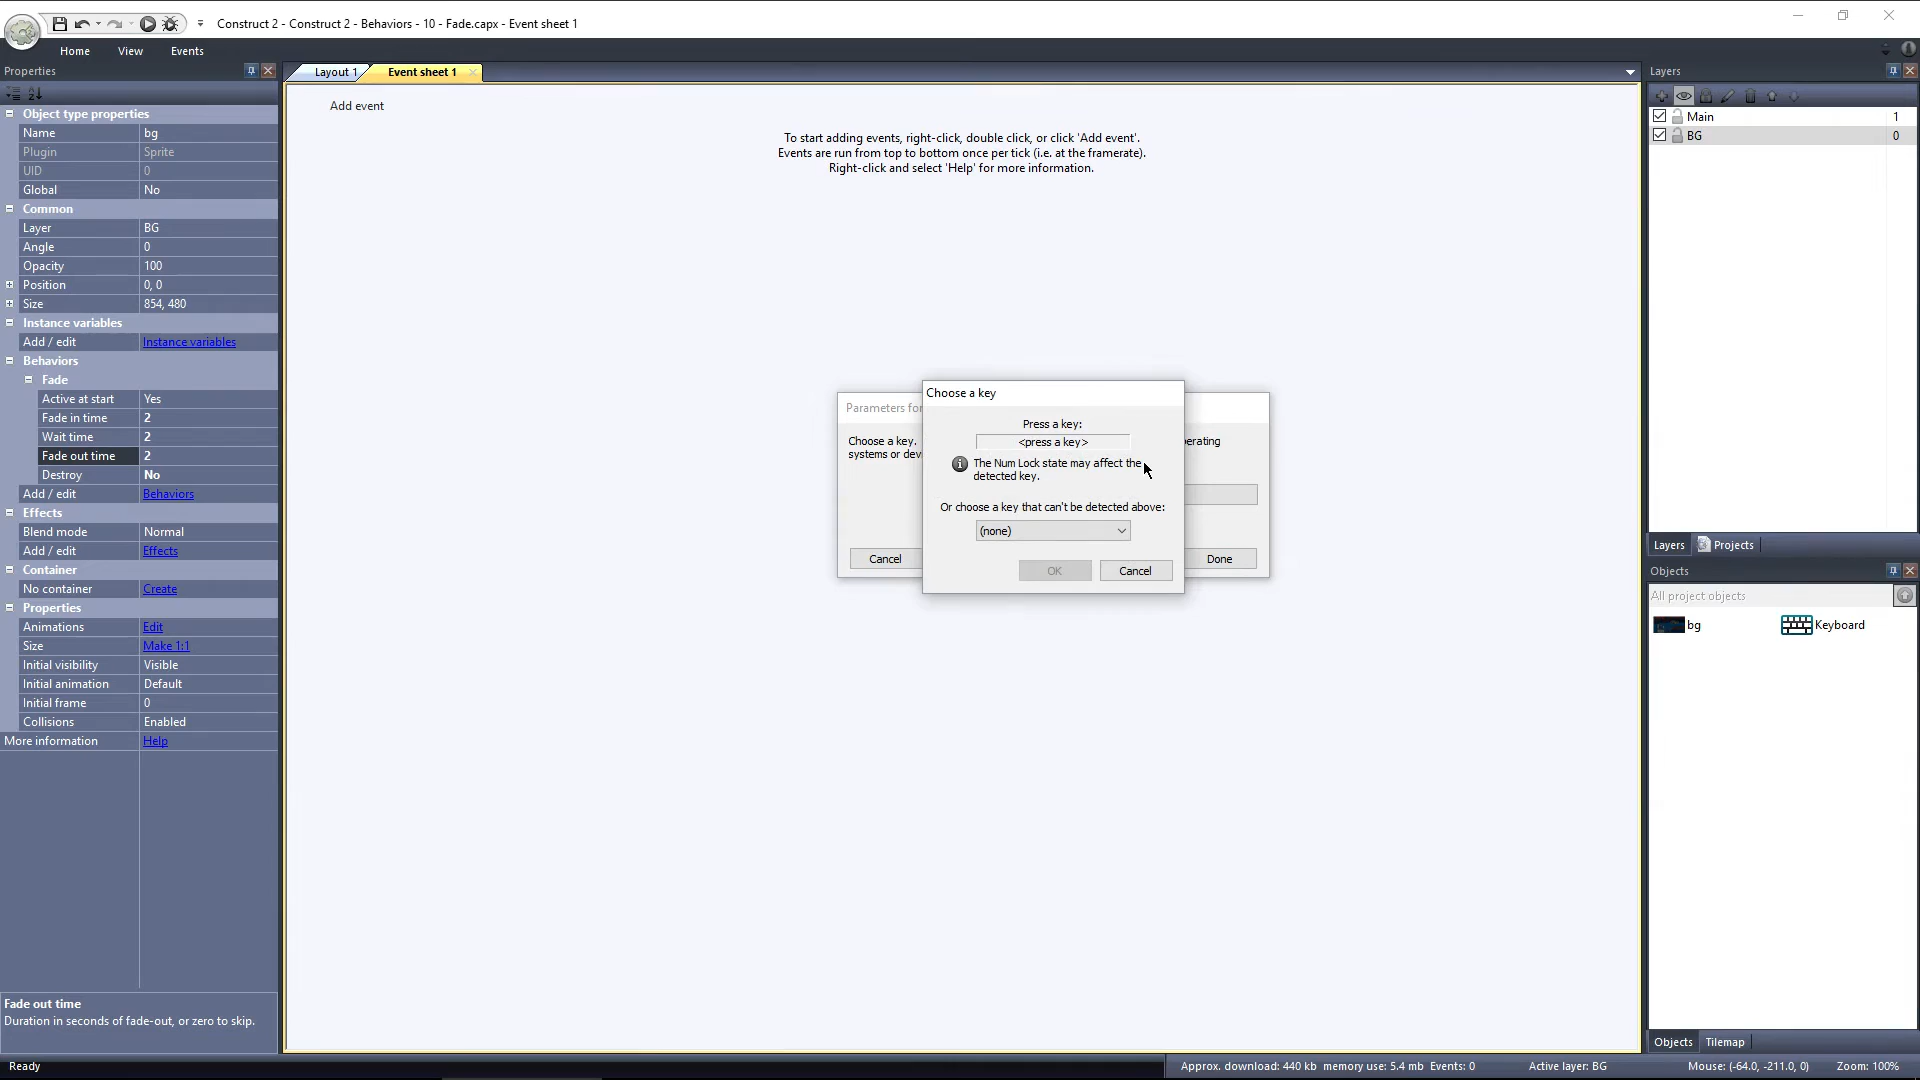 Construct 2 - Construct 2 - Behaviors - 10 - Fade.capx - Event sheet 1
Home View Events
Properties
Object type properties
Name bg
Plugin Sprite
UID 0
Global No
Common
Layer BG
Angle 0
Opacity 100
Position 0, 0
Size 854, 480
Instance variables
Add / edit Instance variables
Behaviors
Fade
Active at start Yes
Fade in time 2
Wait time 2
Fade out time 2
Destroy No
Add / edit Behaviors
Effects
Blend mode Normal
Add / edit Effects
Container
No container Create
Properties
Animations Edit
Size Make 1:1
Initial visibility Visible
Initial animation Default
Initial frame 0
Collisions Enabled
More information Help
Fade out time
Duration in seconds of fade-out, or zero to skip.
Ready
Layout 1 Event sheet 1
Add event
To start adding events, right-click, double click, or click 'Add event'.
Events are run from top to bottom once per tick (i.e. at the framerate).
Right-click and select 'Help' for more information.
Parameters for
Choose a key.
systems or devi
perating
Cancel
Done
Choose a key
Press a key:
<press a key>
The Num Lock state may affect the
detected key.
Or choose a key that can't be detected above:
(none)
OK Cancel
Layers
Main 1
BG 0
Layers Projects
Objects
All project objects
bg Keyboard
Objects Tilemap
Approx. download: 440 kb memory use: 5.4 mb Events: 0 Active layer: BG Mouse: (-64.0, -211.0, 0) Zoom: 100%